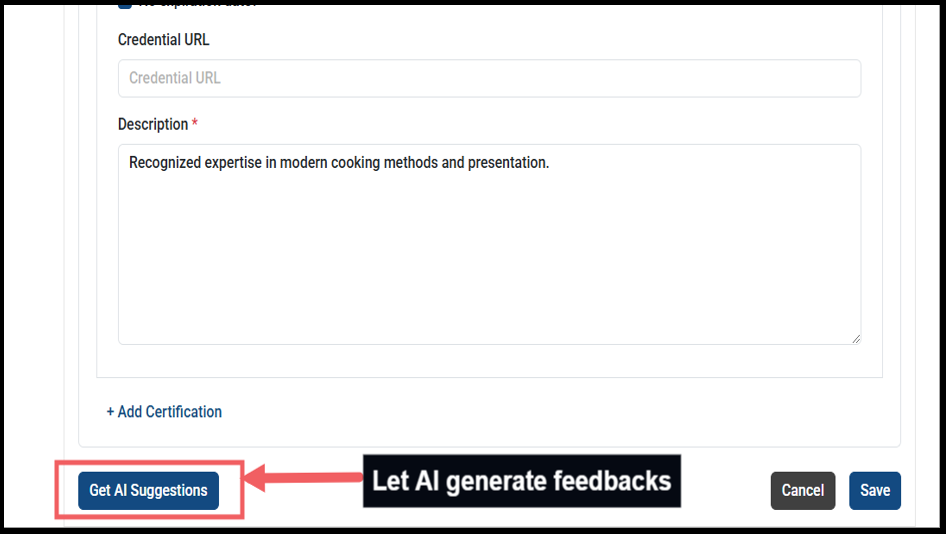 Credential URL
Credential URL
Description *
Recognized expertise in modern cooking methods and presentation.
+ Add Certification
Get AI Suggestions
Let AI generate feedbacks
Cancel
Save